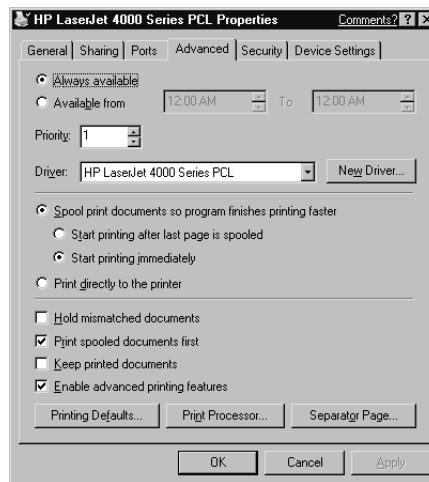 HP LaserJet 4000 Series PCL Properties Comments? ? X
General Sharing Ports Advanced Security Device Settings
Always available
Available from 12:00 AM To 12:00 AM
Priority: 1
Driver: HP LaserJet 4000 Series PCL New Driver...
Spool print documents so program finishes printing faster
Start printing after last page is spooled
Start printing immediately
Print directly to the printer
Hold mismatched documents
Print spooled documents first
Keep printed documents
Enable advanced printing features
Printing Defaults... Print Processor... Separator Page...
OK Cancel Apply